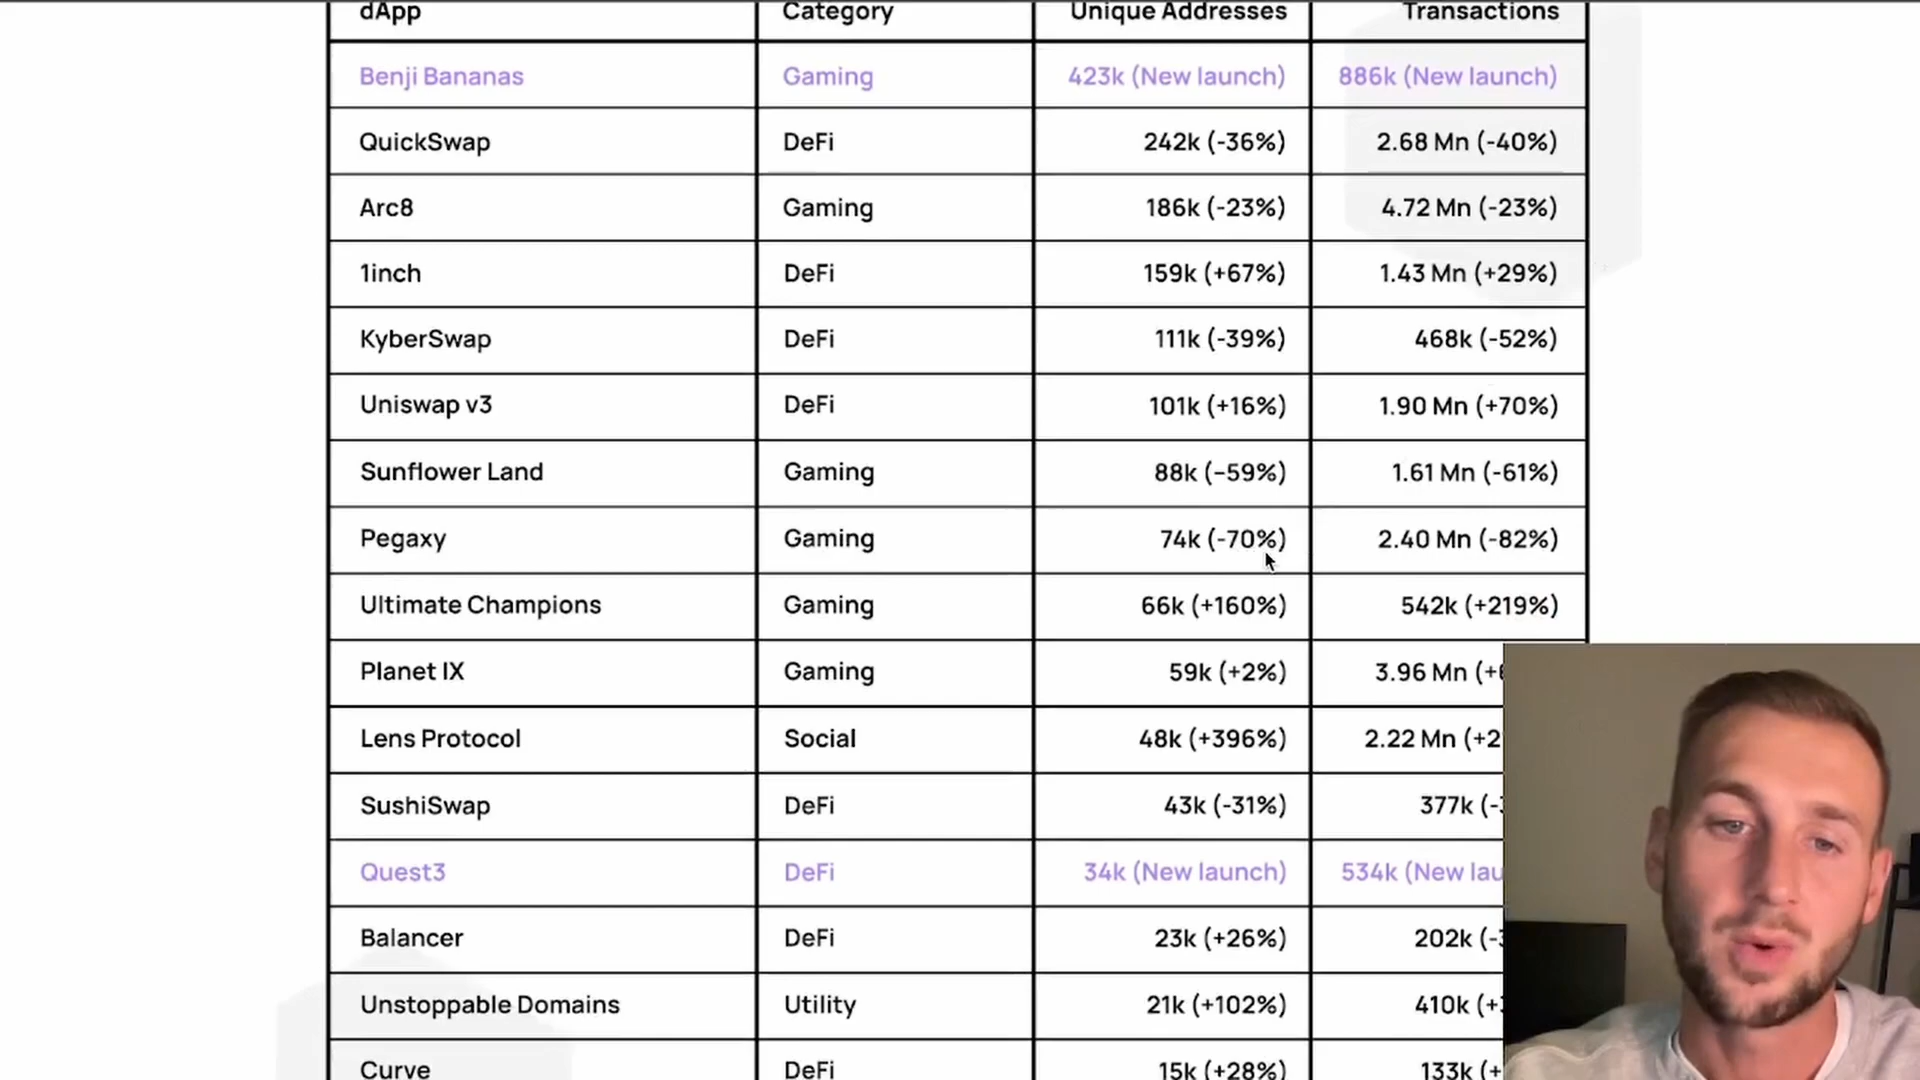 dApp Category Unique Addresses Transactions
Benji Bananas Gaming 423k (New launch) 886k (New launch)
QuickSwap DeFi 242k (-36%) 2.68 Mn (-40%)
Arc8 Gaming 186k (-23%) 4.72 Mn (-23%)
1inch DeFi 159k (+67%) 1.43 Mn (+29%)
KyberSwap DeFi 111k (-39%) 468k (-52%)
Uniswap v3 DeFi 101k (+16%) 1.90 Mn (+70%)
Sunflower Land Gaming 88k (-59%) 1.61 Mn (-61%)
Pegaxy Gaming 74k (-70%) 2.40 Mn (-82%)
Ultimate Champions Gaming 66k (+160%) 542k (+219%)
Planet IX Gaming 59k (+2%) 3.96 Mn (+
Lens Protocol Social 48k (+396%) 2.22 Mn (+2
SushiSwap DeFi 43k (-31%) 377k (-
Quest3 DeFi 34k (New launch) 534k (New lau
Balancer DeFi 23k (+26%) 202k (-
Unstoppable Domains Utility 21k (+102%) 410k (+
Curve DeFi 15k (+28%) 133k (+